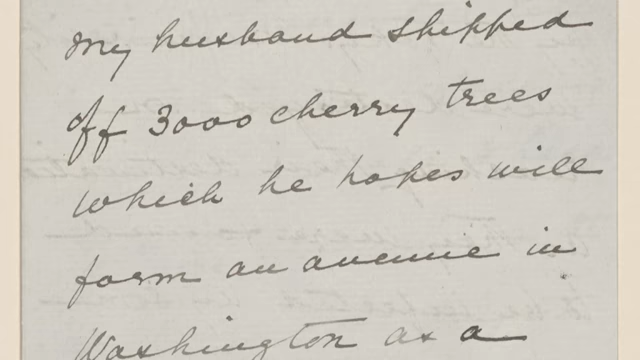 my husband shipped
off 3000 cherry trees
which he hopes will
form an avenue in
Washington as a